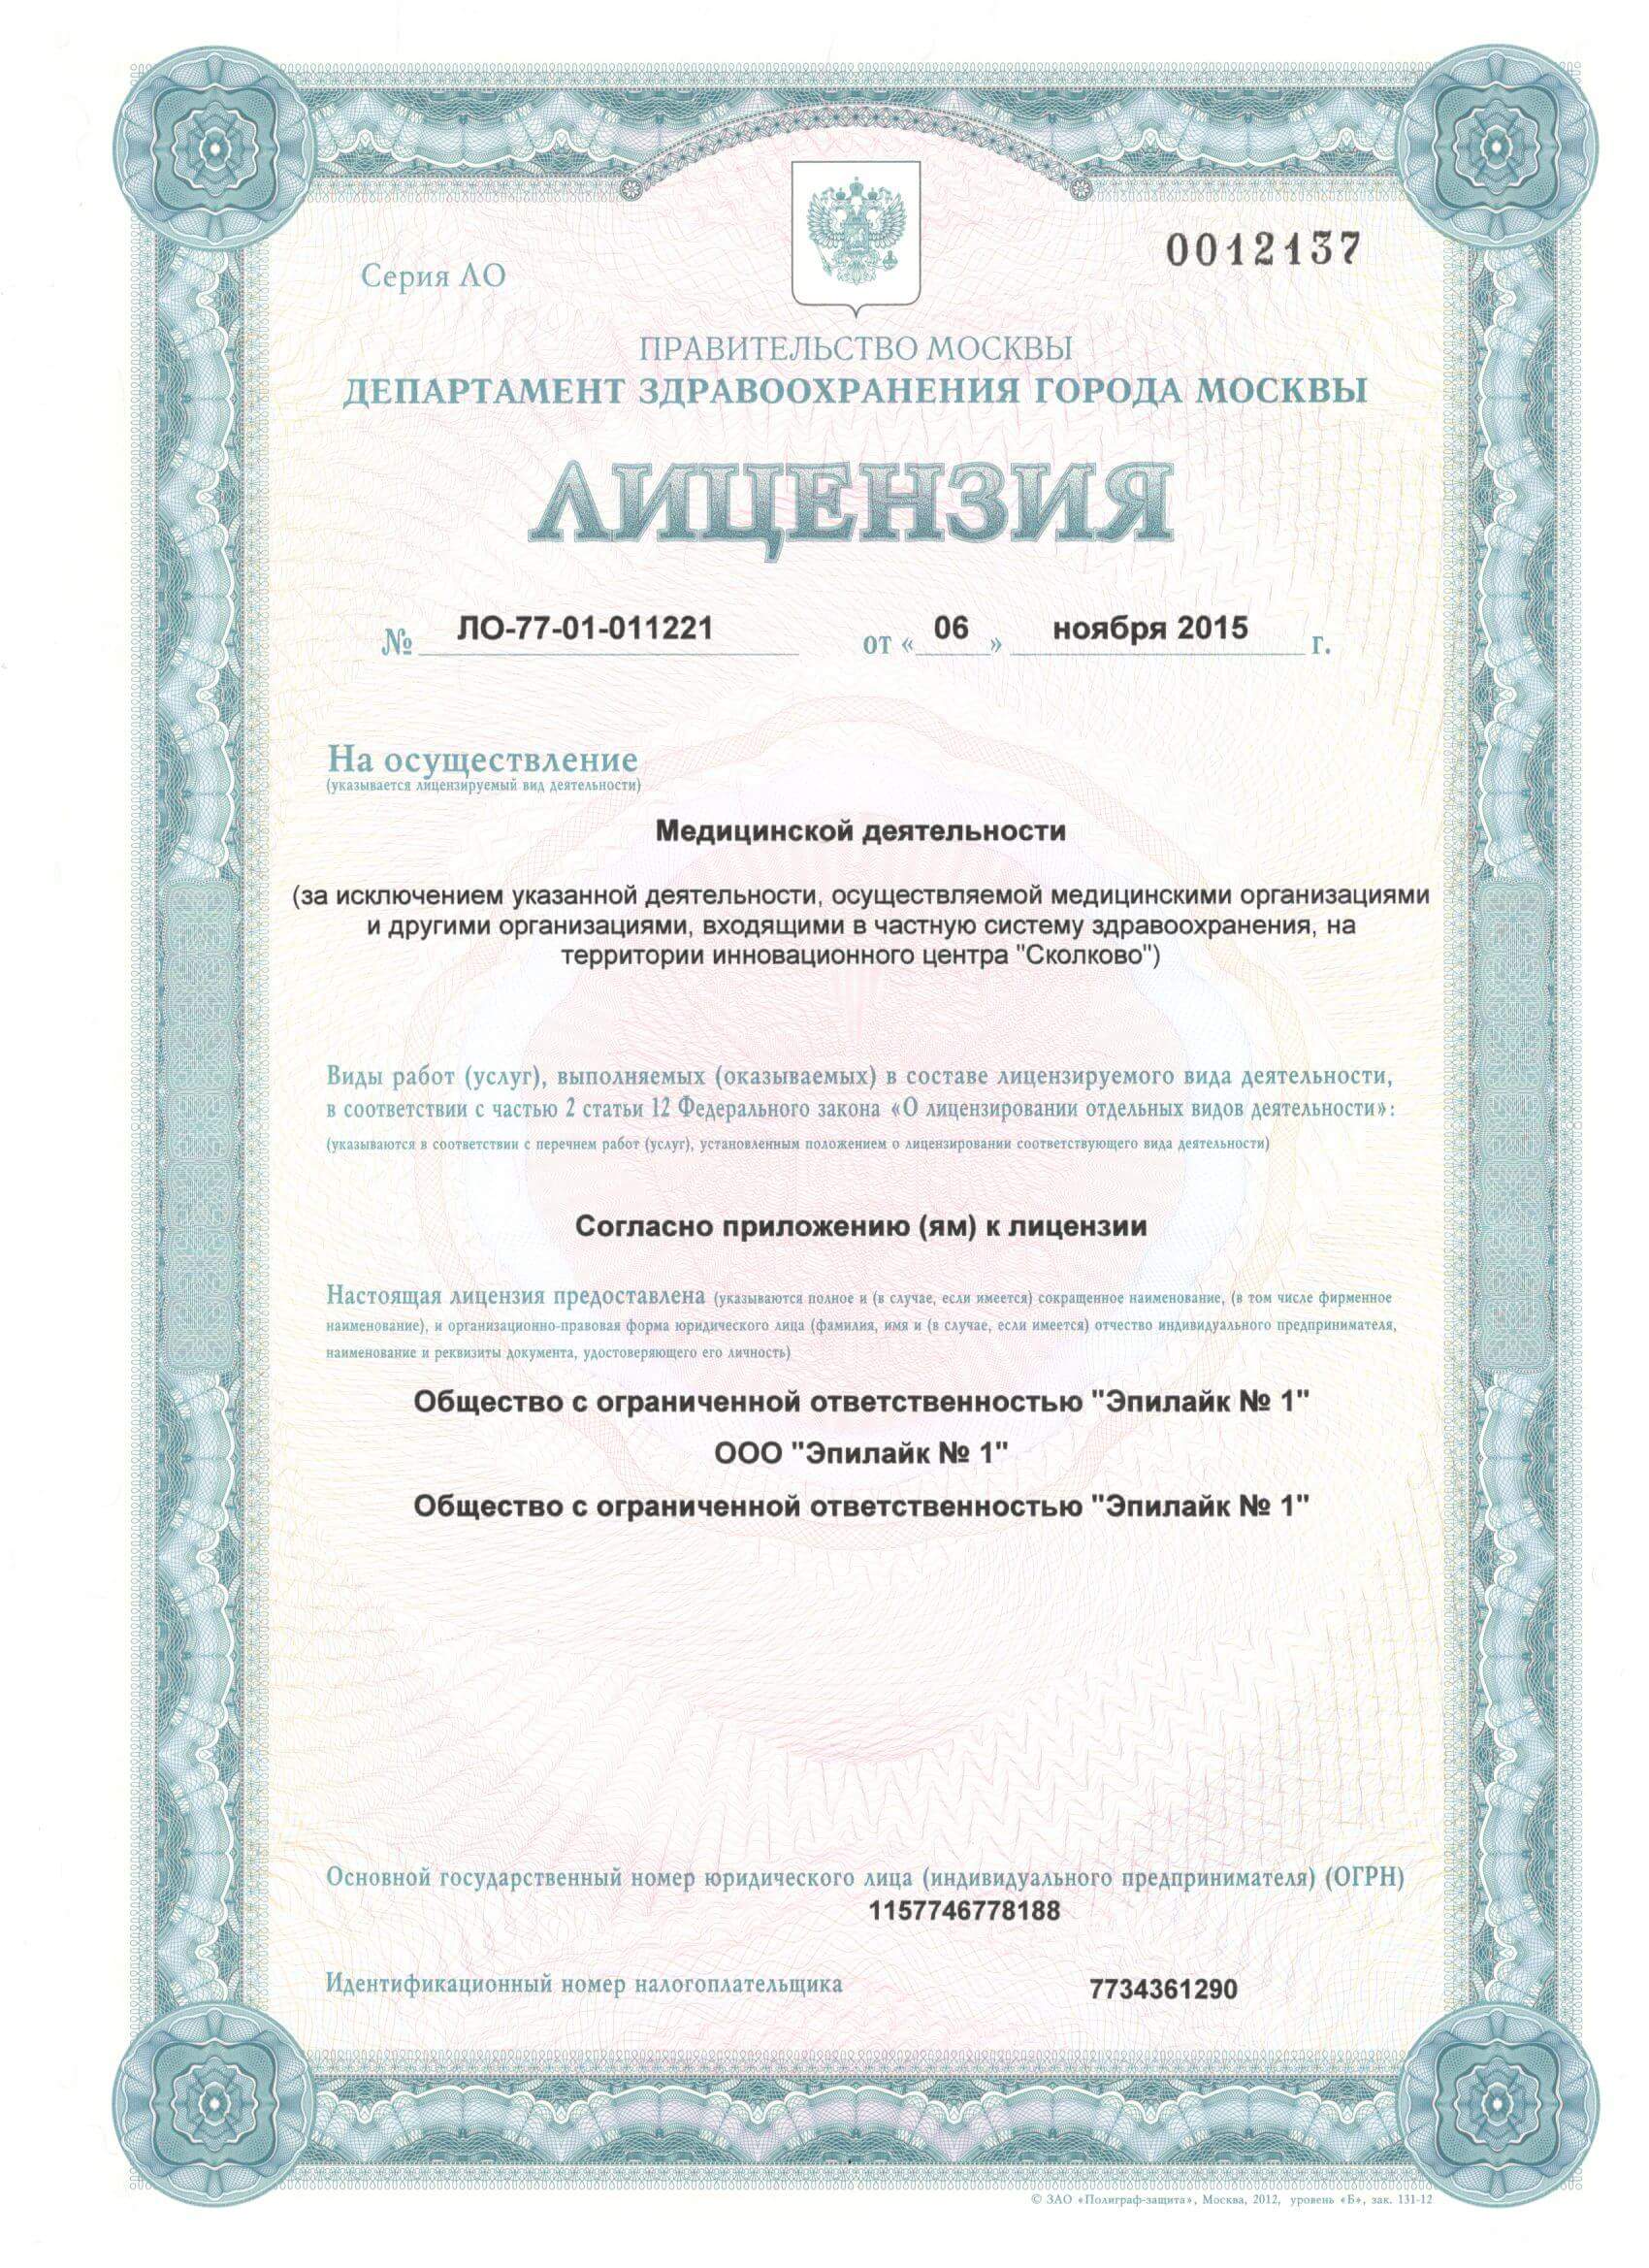 Серия ЛО
0012137
ПРАВИТЕЛЬСТВО МОСКВЫ
ДЕПАРТАМЕНТ ЗДРАВООХРАНЕНИЯ ГОРОДА МОСКВЫ
ЛИЦЕНЗИЯ
№ ЛО-77-01-011221 от « 06 » ноября 2015 г.
На осуществление
(указывается лицензируемый вид деятельности)
Медицинской деятельности
(за исключением указанной деятельности, осуществляемой медицинскими организациями
и другими организациями, входящими в частную систему здравоохранения, на
территории инновационного центра "Сколково")
Виды работ (услуг), выполняемых (оказываемых) в составе лицензируемого вида деятельности,
в соответствии с частью 2 статьи 12 Федерального закона «О лицензировании отдельных видов деятельности»:
(указываются в соответствии с перечнем работ (услуг), установленным положением о лицензировании соответствующего вида деятельности)
Согласно приложению (ям) к лицензии
Настоящая лицензия предоставлена (указываются полное и (в случае, если имеется) сокращенное наименование, (в том числе фирменное
наименование), и организационно-правовая форма юридического лица (фамилия, имя и (в случае, если имеется) отчество индивидуального предпринимателя,
наименование и реквизиты документа, удостоверяющего его личность)
Общество с ограниченной ответственностью "Эпилайк № 1"
ООО "Эпилайк № 1"
Общество с ограниченной ответственностью "Эпилайк № 1"
Основной государственный номер юридического лица (индивидуального предпринимателя) (ОГРН)
1157746778188
Идентификационный номер налогоплательщика 7734361290
© ЗАО «Полиграф-защита», Москва, 2012, уровень «Б», зак. 131-12